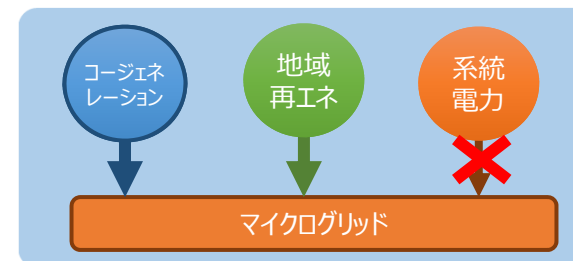 コージェネ
レーション
地域
再エネ
系統
電力
マイクログリッド